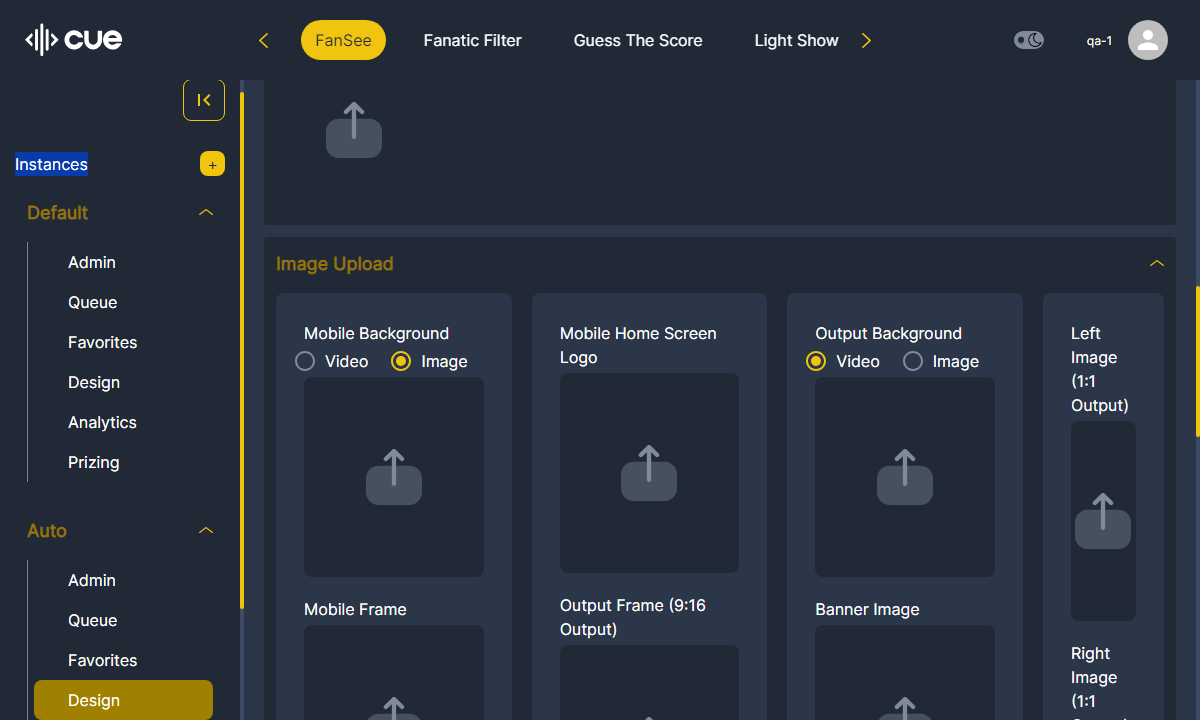 cue
FanSee
Fanatic Filter
Guess The Score
Light Show
qa-1
Instances
+
Default
Admin
Queue
Favorites
Design
Analytics
Prizing
Auto
Admin
Queue
Favorites
Design
Image Upload
Mobile Background
Video
Image
Mobile Frame
Mobile Home Screen
Logo
Output Frame (9:16
Output)
Output Background
Video
Image
Banner Image
Left
Image
(1:1
Output)
Right
Image
(1:1